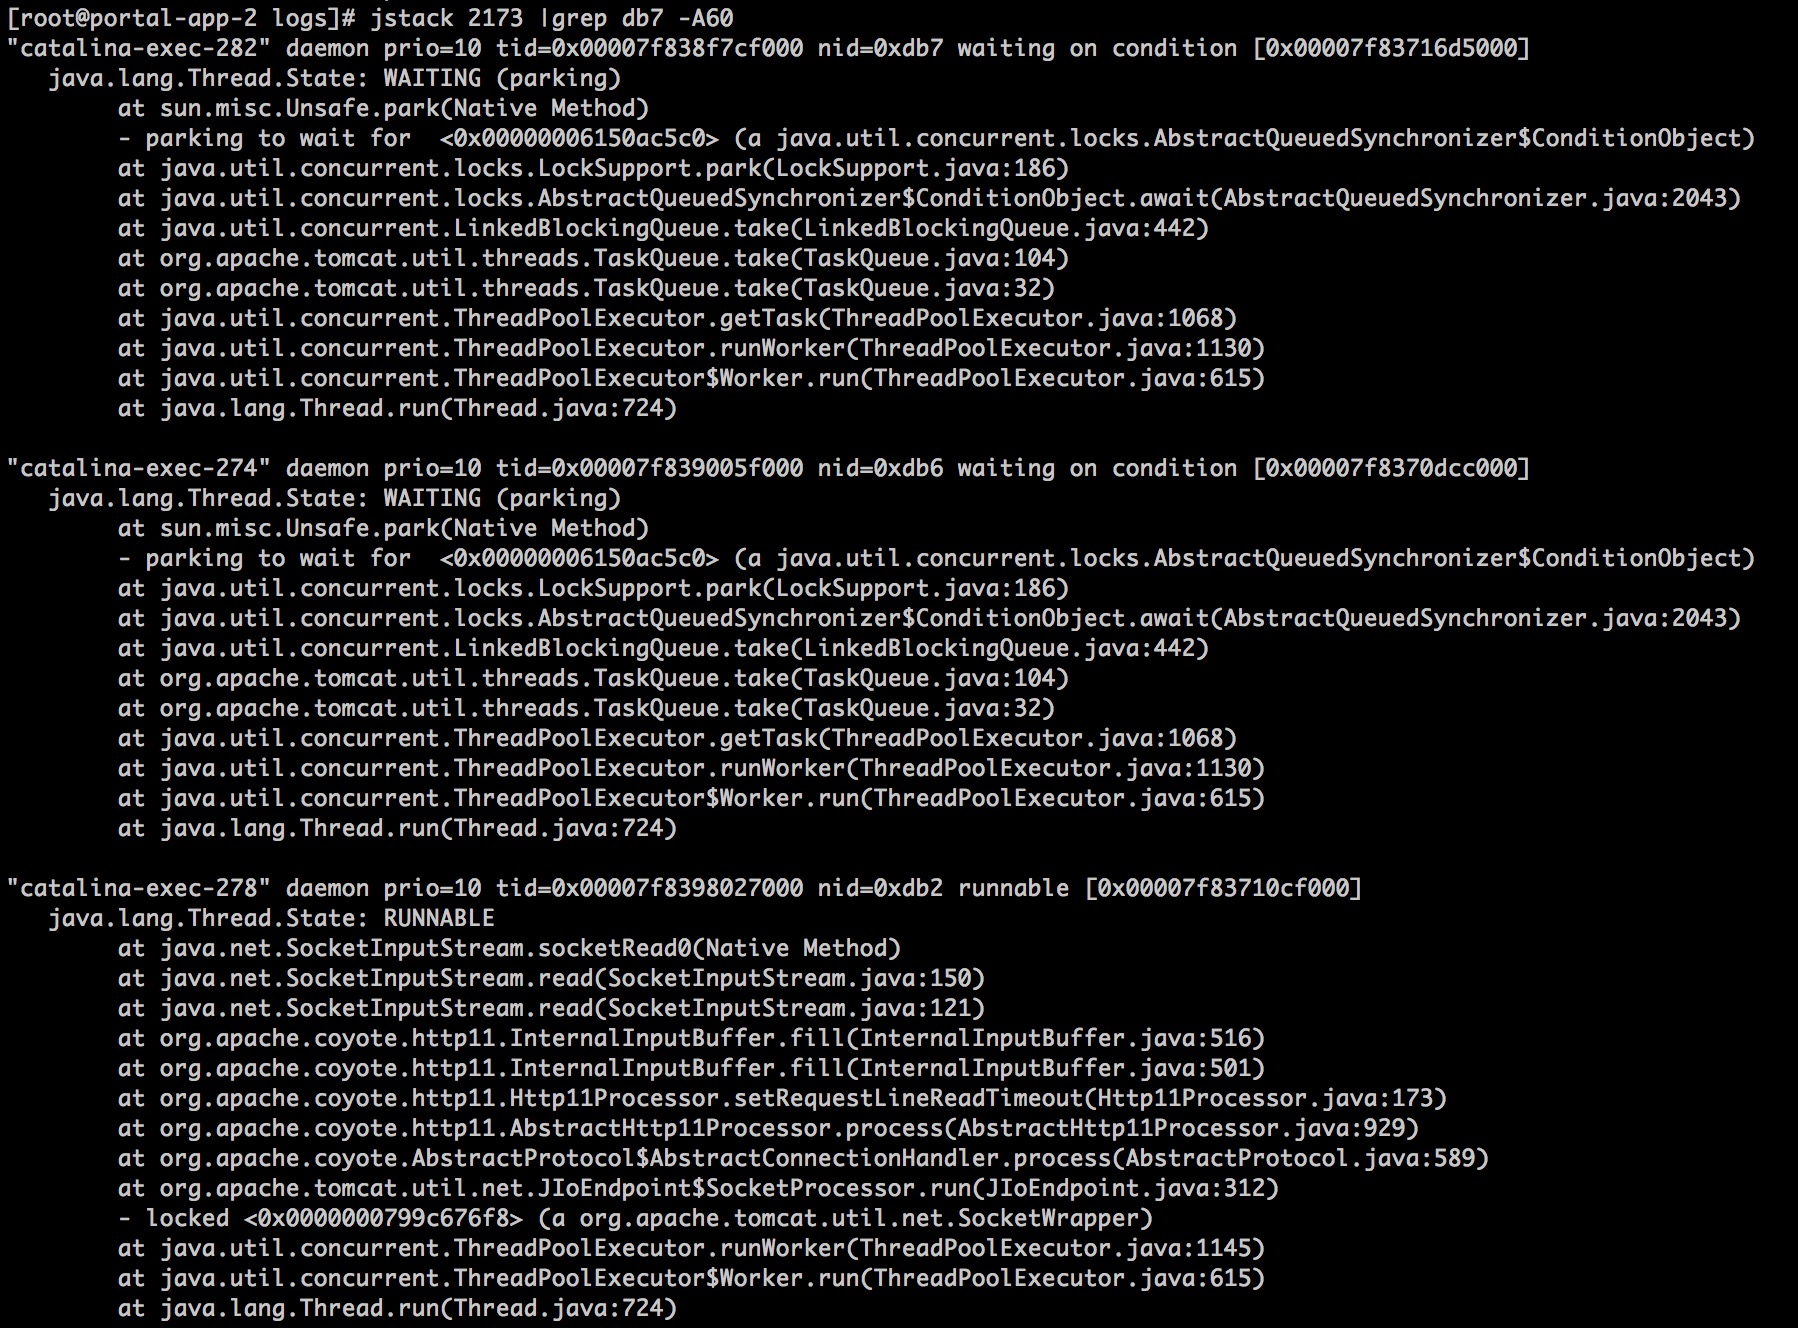 [root@portal-app-2 logs]# jstack 2173 |grep db7 -A60
"catalina-exec-282" daemon prio=10 tid=0x00007f838f7cf000 nid=0xdb7 waiting on condition [0x00007f83716d5000]
   java.lang.Thread.State: WAITING (parking)
        at sun.misc.Unsafe.park(Native Method)
        - parking to wait for  <0x00000006150ac5c0> (a java.util.concurrent.locks.AbstractQueuedSynchronizer$ConditionObject)
        at java.util.concurrent.locks.LockSupport.park(LockSupport.java:186)
        at java.util.concurrent.locks.AbstractQueuedSynchronizer$ConditionObject.await(AbstractQueuedSynchronizer.java:2043)
        at java.util.concurrent.LinkedBlockingQueue.take(LinkedBlockingQueue.java:442)
        at org.apache.tomcat.util.threads.TaskQueue.take(TaskQueue.java:104)
        at org.apache.tomcat.util.threads.TaskQueue.take(TaskQueue.java:32)
        at java.util.concurrent.ThreadPoolExecutor.getTask(ThreadPoolExecutor.java:1068)
        at java.util.concurrent.ThreadPoolExecutor.runWorker(ThreadPoolExecutor.java:1130)
        at java.util.concurrent.ThreadPoolExecutor$Worker.run(ThreadPoolExecutor.java:615)
        at java.lang.Thread.run(Thread.java:724)

"catalina-exec-274" daemon prio=10 tid=0x00007f839005f000 nid=0xdb6 waiting on condition [0x00007f8370dcc000]
   java.lang.Thread.State: WAITING (parking)
        at sun.misc.Unsafe.park(Native Method)
        - parking to wait for  <0x00000006150ac5c0> (a java.util.concurrent.locks.AbstractQueuedSynchronizer$ConditionObject)
        at java.util.concurrent.locks.LockSupport.park(LockSupport.java:186)
        at java.util.concurrent.locks.AbstractQueuedSynchronizer$ConditionObject.await(AbstractQueuedSynchronizer.java:2043)
        at java.util.concurrent.LinkedBlockingQueue.take(LinkedBlockingQueue.java:442)
        at org.apache.tomcat.util.threads.TaskQueue.take(TaskQueue.java:104)
        at org.apache.tomcat.util.threads.TaskQueue.take(TaskQueue.java:32)
        at java.util.concurrent.ThreadPoolExecutor.getTask(ThreadPoolExecutor.java:1068)
        at java.util.concurrent.ThreadPoolExecutor.runWorker(ThreadPoolExecutor.java:1130)
        at java.util.concurrent.ThreadPoolExecutor$Worker.run(ThreadPoolExecutor.java:615)
        at java.lang.Thread.run(Thread.java:724)

"catalina-exec-278" daemon prio=10 tid=0x00007f8398027000 nid=0xdb2 runnable [0x00007f83710cf000]
   java.lang.Thread.State: RUNNABLE
        at java.net.SocketInputStream.socketRead0(Native Method)
        at java.net.SocketInputStream.read(SocketInputStream.java:150)
        at java.net.SocketInputStream.read(SocketInputStream.java:121)
        at org.apache.coyote.http11.InternalInputBuffer.fill(InternalInputBuffer.java:516)
        at org.apache.coyote.http11.InternalInputBuffer.fill(InternalInputBuffer.java:501)
        at org.apache.coyote.http11.Http11Processor.setRequestLineReadTimeout(Http11Processor.java:173)
        at org.apache.coyote.http11.AbstractHttp11Processor.process(AbstractHttp11Processor.java:929)
        at org.apache.coyote.AbstractProtocol$AbstractConnectionHandler.process(AbstractProtocol.java:589)
        at org.apache.tomcat.util.net.JIoEndpoint$SocketProcessor.run(JIoEndpoint.java:312)
        - locked <0x0000000799c676f8> (a org.apache.tomcat.util.net.SocketWrapper)
        at java.util.concurrent.ThreadPoolExecutor.runWorker(ThreadPoolExecutor.java:1145)
        at java.util.concurrent.ThreadPoolExecutor$Worker.run(ThreadPoolExecutor.java:615)
        at java.lang.Thread.run(Thread.java:724)